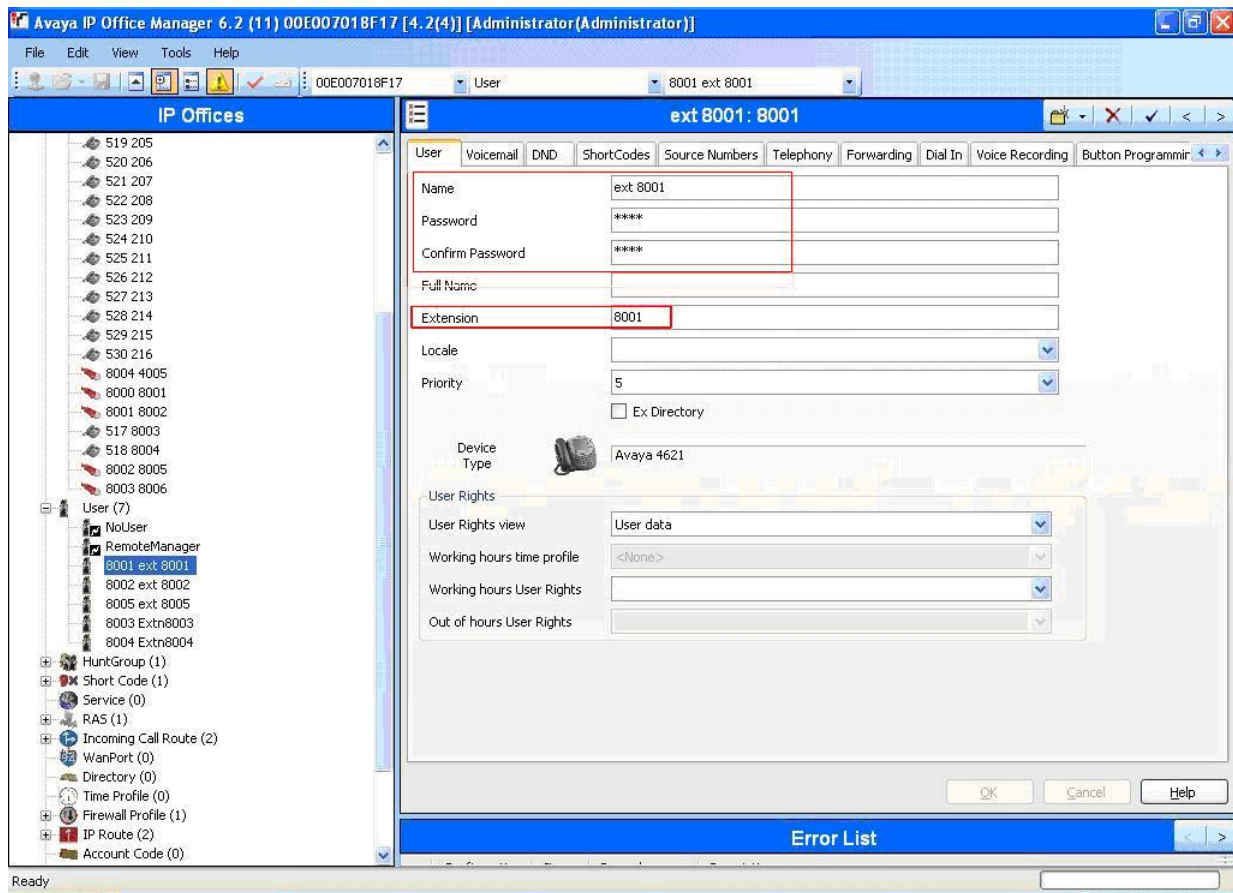 Avaya IP Office Manager 6.2 (11) 00E007018F17 [4.2(4)] [Administrator(Administrator)]
File Edit View Tools Help
00E007018F17 User 8001 ext 8001
IP Offices
519 205
520 206
521 207
522 208
523 209
524 210
525 211
526 212
527 213
528 214
529 215
530 216
8004 4005
8000 8001
8001 8002
517 8003
518 8004
8002 8005
8003 8006
User (7)
NoUser
RemoteManager
8001 ext 8001
8002 ext 8002
8005 ext 8005
8003 Extn8003
8004 Extn8004
HuntGroup (1)
Short Code (1)
Service (0)
RAS (1)
Incoming Call Route (2)
WanPort (0)
Directory (0)
Time Profile (0)
Firewall Profile (1)
IP Route (2)
Account Code (0)
ext 8001: 8001
User Voicemail DND ShortCodes Source Numbers Telephony Forwarding Dial In Voice Recording Button Programmin
Name ext 8001
Password ****
Confirm Password ****
Full Name
Extension 8001
Locale
Priority 5
Ex Directory
Device Type Avaya 4621
User Rights
User Rights view User data
Working hours time profile <None>
Working hours User Rights
Out of hours User Rights
OK Cancel Help
Error List
Ready